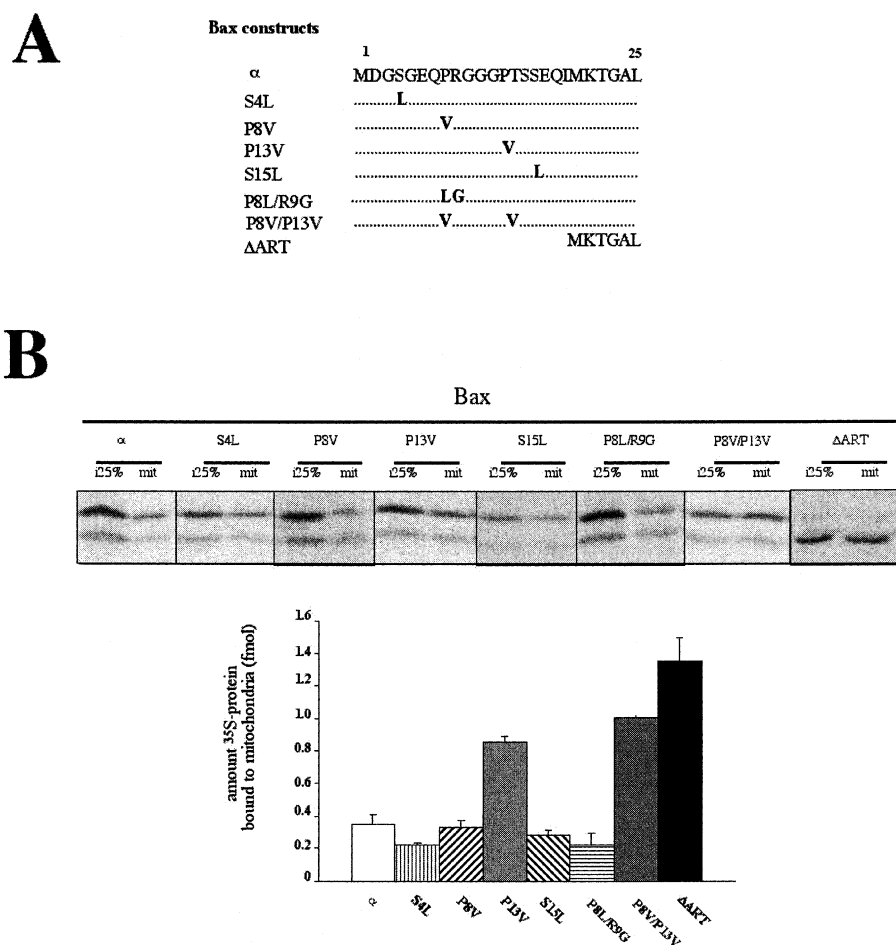 A
Bax constructs
1 25
α MDGSGEQPRGGGPTSSEQIMKTGAL
S4L ..........L..................................................
P8V ......................V............................................
P13V .....................................V.............................
S15L .............................................L........................
P8L/R9G ......................LG...........................................
P8V/P13V ......................V................V.............................
ΔART MKTGAL
B
Bax
α S4L P8V P13V S15L P8L/R9G P8V/P13V ΔART
i25% mit i25% mit i25% mit i25% mit i25% mit i25% mit i25% mit i25% mit
amount ³⁵S-protein
bound to mitochondria (fmol)
1.6
1.4
1.2
1.0
0.8
0.6
0.4
0.2
0
α S4L P8V P13V S15L P8L/R9G P8V/P13V ΔART